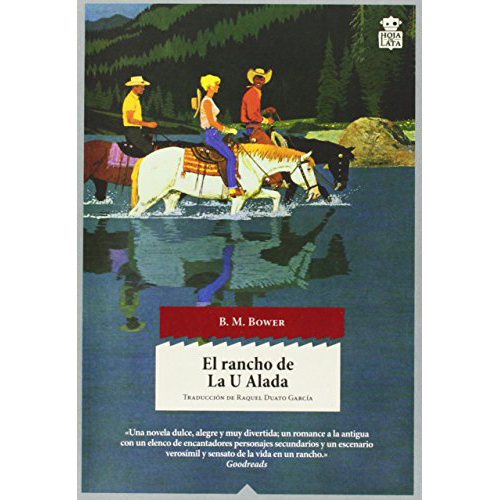 HOJA
DE
LATA
B. M. Bower
El rancho de
La U Alada
Traducción de Raquel Duato García
«Una novela dulce, alegre y muy divertida; un romance a la antigua
con un elenco de encantadores personajes secundarios y un escenario
verosímil y sensato de la vida en un rancho.»
Goodreads